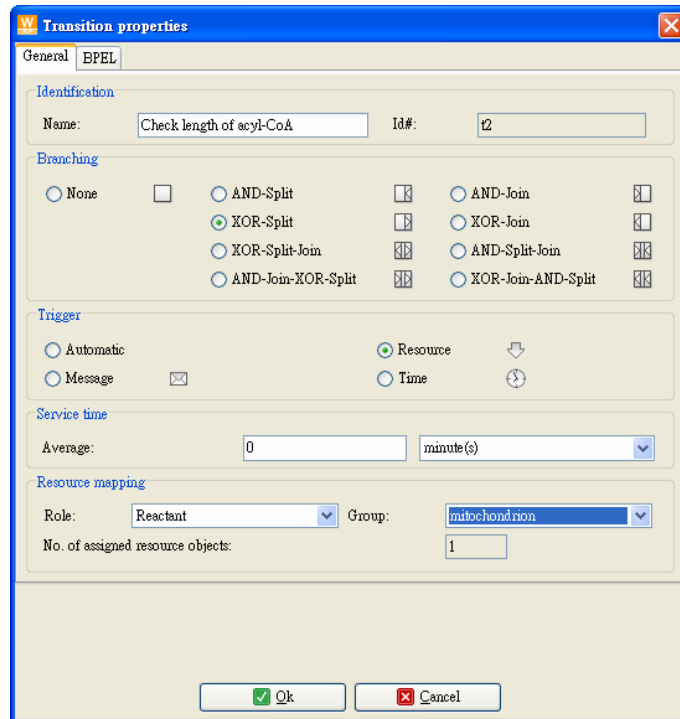 W Transition properties
General BPEL
Identification
Name: Check length of acyl-CoA Id#: t2
Branching
None AND-Split AND-Join
XOR-Split XOR-Join
XOR-Split-Join AND-Split-Join
AND-Join-XOR-Split XOR-Join-AND-Split
Trigger
Automatic Resource
Message Time
Service time
Average: 0 minute(s)
Resource mapping
Role: Reactant Group: mitochondrion
No. of assigned resource objects: 1
Ok Cancel